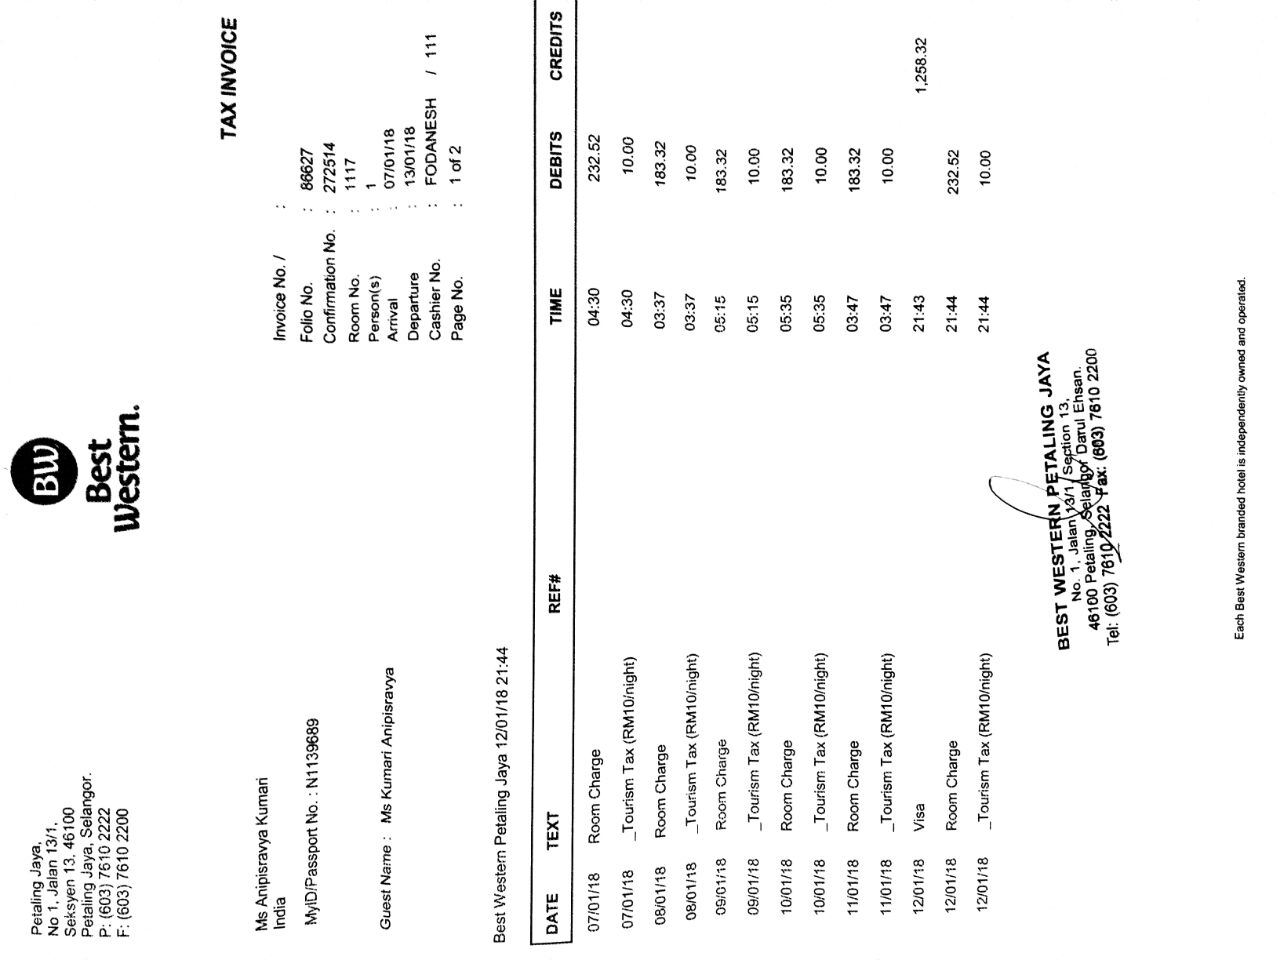 Petaling Jaya,
No 1, Jalan 13/1,
Seksyen 13. 46100
Petaling Jaya, Selangor.
P: (603) 7610 2222
F: (603) 7610 2200
BW
Best
Western.
TAX INVOICE
Ms Anipisravya Kumari
India
MyID/Passport No. : N1139689
Guest Name : Ms Kumari Anipisravya
Invoice No. / :
Folio No. : 86627
Confirmation No. : 272514
Room No. : 1117
Person(s) : 1
Arrival : 07/01/18
Departure : 13/01/18
Cashier No. : FODANESH / 111
Page No. : 1 of 2
Best Western Petaling Jaya 12/01/18 21:44
DATE TEXT REF# TIME DEBITS CREDITS
07/01/18 Room Charge 04:30 232.52
07/01/18 _Tourism Tax (RM10/night) 04:30 10.00
08/01/18 Room Charge 03:37 183.32
08/01/18 _Tourism Tax (RM10/night) 03:37 10.00
09/01/18 Room Charge 05:15 183.32
09/01/18 _Tourism Tax (RM10/night) 05:15 10.00
10/01/18 Room Charge 05:35 183.32
10/01/18 _Tourism Tax (RM10/night) 05:35 10.00
11/01/18 Room Charge 03:47 183.32
11/01/18 _Tourism Tax (RM10/night) 03:47 10.00
12/01/18 Visa 21:43 1,258.32
12/01/18 Room Charge 21:44 232.52
12/01/18 _Tourism Tax (RM10/night) 21:44 10.00
BEST WESTERN PETALING JAYA
No. 1, Jalan 13/1, Section 13,
46100 Petaling, Selangor Darul Ehsan.
Tel: (603) 7610 2222 Fax: (603) 7610 2200
Each Best Western branded hotel is independently owned and operated.